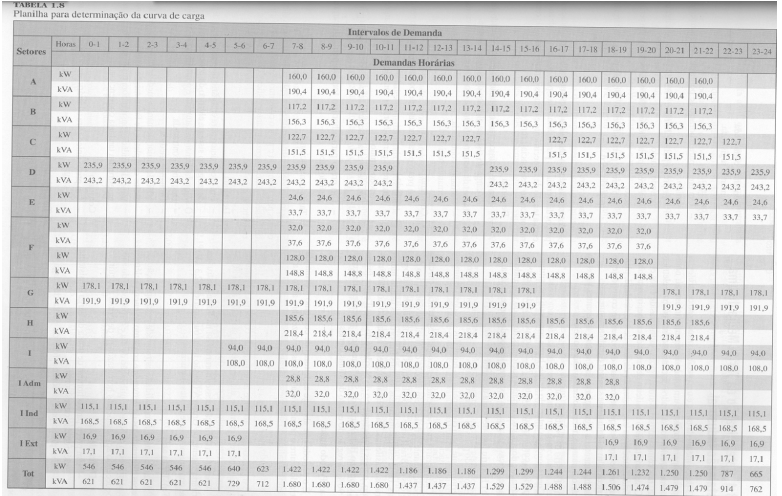 TABELA 1.8
Planilha para determinação da curva de carga
Intervalos de Demanda
Setores Horas 0-1 1-2 2-3 3-4 4-5 5-6 6-7 7-8 8-9 9-10 10-11 11-12 12-13 13-14 14-15 15-16 16-17 17-18 18-19 19-20 20-21 21-22 22-23 23-24
Demandas Horárias
A kW 160,0 160,0 160,0 160,0 160,0 160,0 160,0 160,0 160,0 160,0 160,0 160,0 160,0 160,0 160,0
kVA 190,4 190,4 190,4 190,4 190,4 190,4 190,4 190,4 190,4 190,4 190,4 190,4 190,4 190,4 190,4
B kW 117,2 117,2 117,2 117,2 117,2 117,2 117,2 117,2 117,2 117,2 117,2 117,2 117,2 117,2 117,2
kVA 156,3 156,3 156,3 156,3 156,3 156,3 156,3 156,3 156,3 156,3 156,3 156,3 156,3 156,3 156,3
C kW 122,7 122,7 122,7 122,7 122,7 122,7 122,7 122,7 122,7 122,7 122,7 122,7 122,7 122,7
kVA 151,5 151,5 151,5 151,5 151,5 151,5 151,5 151,5 151,5 151,5 151,5 151,5 151,5 151,5
D kW 235,9 235,9 235,9 235,9 235,9 235,9 235,9 235,9 235,9 235,9 235,9 235,9 235,9 235,9 235,9 235,9 235,9 235,9 235,9 235,9 235,9
kVA 243,2 243,2 243,2 243,2 243,2 243,2 243,2 243,2 243,2 243,2 243,2 243,2 243,2 243,2 243,2 243,2 243,2 243,2 243,2 243,2 243,2
E kW 24,6 24,6 24,6 24,6 24,6 24,6 24,6 24,6 24,6 24,6 24,6 24,6 24,6 24,6 24,6 24,6 24,6
kVA 33,7 33,7 33,7 33,7 33,7 33,7 33,7 33,7 33,7 33,7 33,7 33,7 33,7 33,7 33,7 33,7 33,7
F kW 32,0 32,0 32,0 32,0 32,0 32,0 32,0 32,0 32,0 32,0 32,0 32,0 32,0
kVA 37,6 37,6 37,6 37,6 37,6 37,6 37,6 37,6 37,6 37,6 37,6 37,6 37,6
kW 128,0 128,0 128,0 128,0 128,0 128,0 128,0 128,0 128,0 128,0 128,0 128,0 128,0
kVA 148,8 148,8 148,8 148,8 148,8 148,8 148,8 148,8 148,8 148,8 148,8 148,8 148,8
G kW 178,1 178,1 178,1 178,1 178,1 178,1 178,1 178,1 178,1 178,1 178,1 178,1 178,1 178,1 178,1 178,1 178,1 178,1 178,1 178,1
kVA 191,9 191,9 191,9 191,9 191,9 191,9 191,9 191,9 191,9 191,9 191,9 191,9 191,9 191,9 191,9 191,9 191,9 191,9 191,9 191,9
H kW 185,6 185,6 185,6 185,6 185,6 185,6 185,6 185,6 185,6 185,6 185,6 185,6 185,6 185,6 185,6
kVA 218,4 218,4 218,4 218,4 218,4 218,4 218,4 218,4 218,4 218,4 218,4 218,4 218,4 218,4 218,4
I kW 94,0 94,0 94,0 94,0 94,0 94,0 94,0 94,0 94,0 94,0 94,0 94,0 94,0 94,0 94,0 94,0 94,0 94,0 94,0
kVA 108,0 108,0 108,0 108,0 108,0 108,0 108,0 108,0 108,0 108,0 108,0 108,0 108,0 108,0 108,0 108,0 108,0 108,0 108,0
I Adm kW 28,8 28,8 28,8 28,8 28,8 28,8 28,8 28,8 28,8 28,8 28,8 28,8
kVA 32,0 32,0 32,0 32,0 32,0 32,0 32,0 32,0 32,0 32,0 32,0 32,0
I Ind kW 115,1 115,1 115,1 115,1 115,1 115,1 115,1 115,1 115,1 115,1 115,1 115,1 115,1 115,1 115,1 115,1 115,1 115,1 115,1 115,1 115,1 115,1 115,1 115,1
kVA 168,5 168,5 168,5 168,5 168,5 168,5 168,5 168,5 168,5 168,5 168,5 168,5 168,5 168,5 168,5 168,5 168,5 168,5 168,5 168,5 168,5 168,5 168,5 168,5
I Ext kW 16,9 16,9 16,9 16,9 16,9 16,9 16,9 16,9 16,9 16,9 16,9 16,9
kVA 17,1 17,1 17,1 17,1 17,1 17,1 17,1 17,1 17,1 17,1 17,1 17,1
Tot kW 546 546 546 546 546 640 623 1.422 1.422 1.422 1.422 1.186 1.186 1.186 1.299 1.299 1.244 1.244 1.261 1.232 1.250 1.250 787 665
kVA 621 621 621 621 621 729 712 1.680 1.680 1.680 1.680 1.437 1.437 1.437 1.529 1.529 1.488 1.488 1.506 1.474 1.479 1.479 914 762